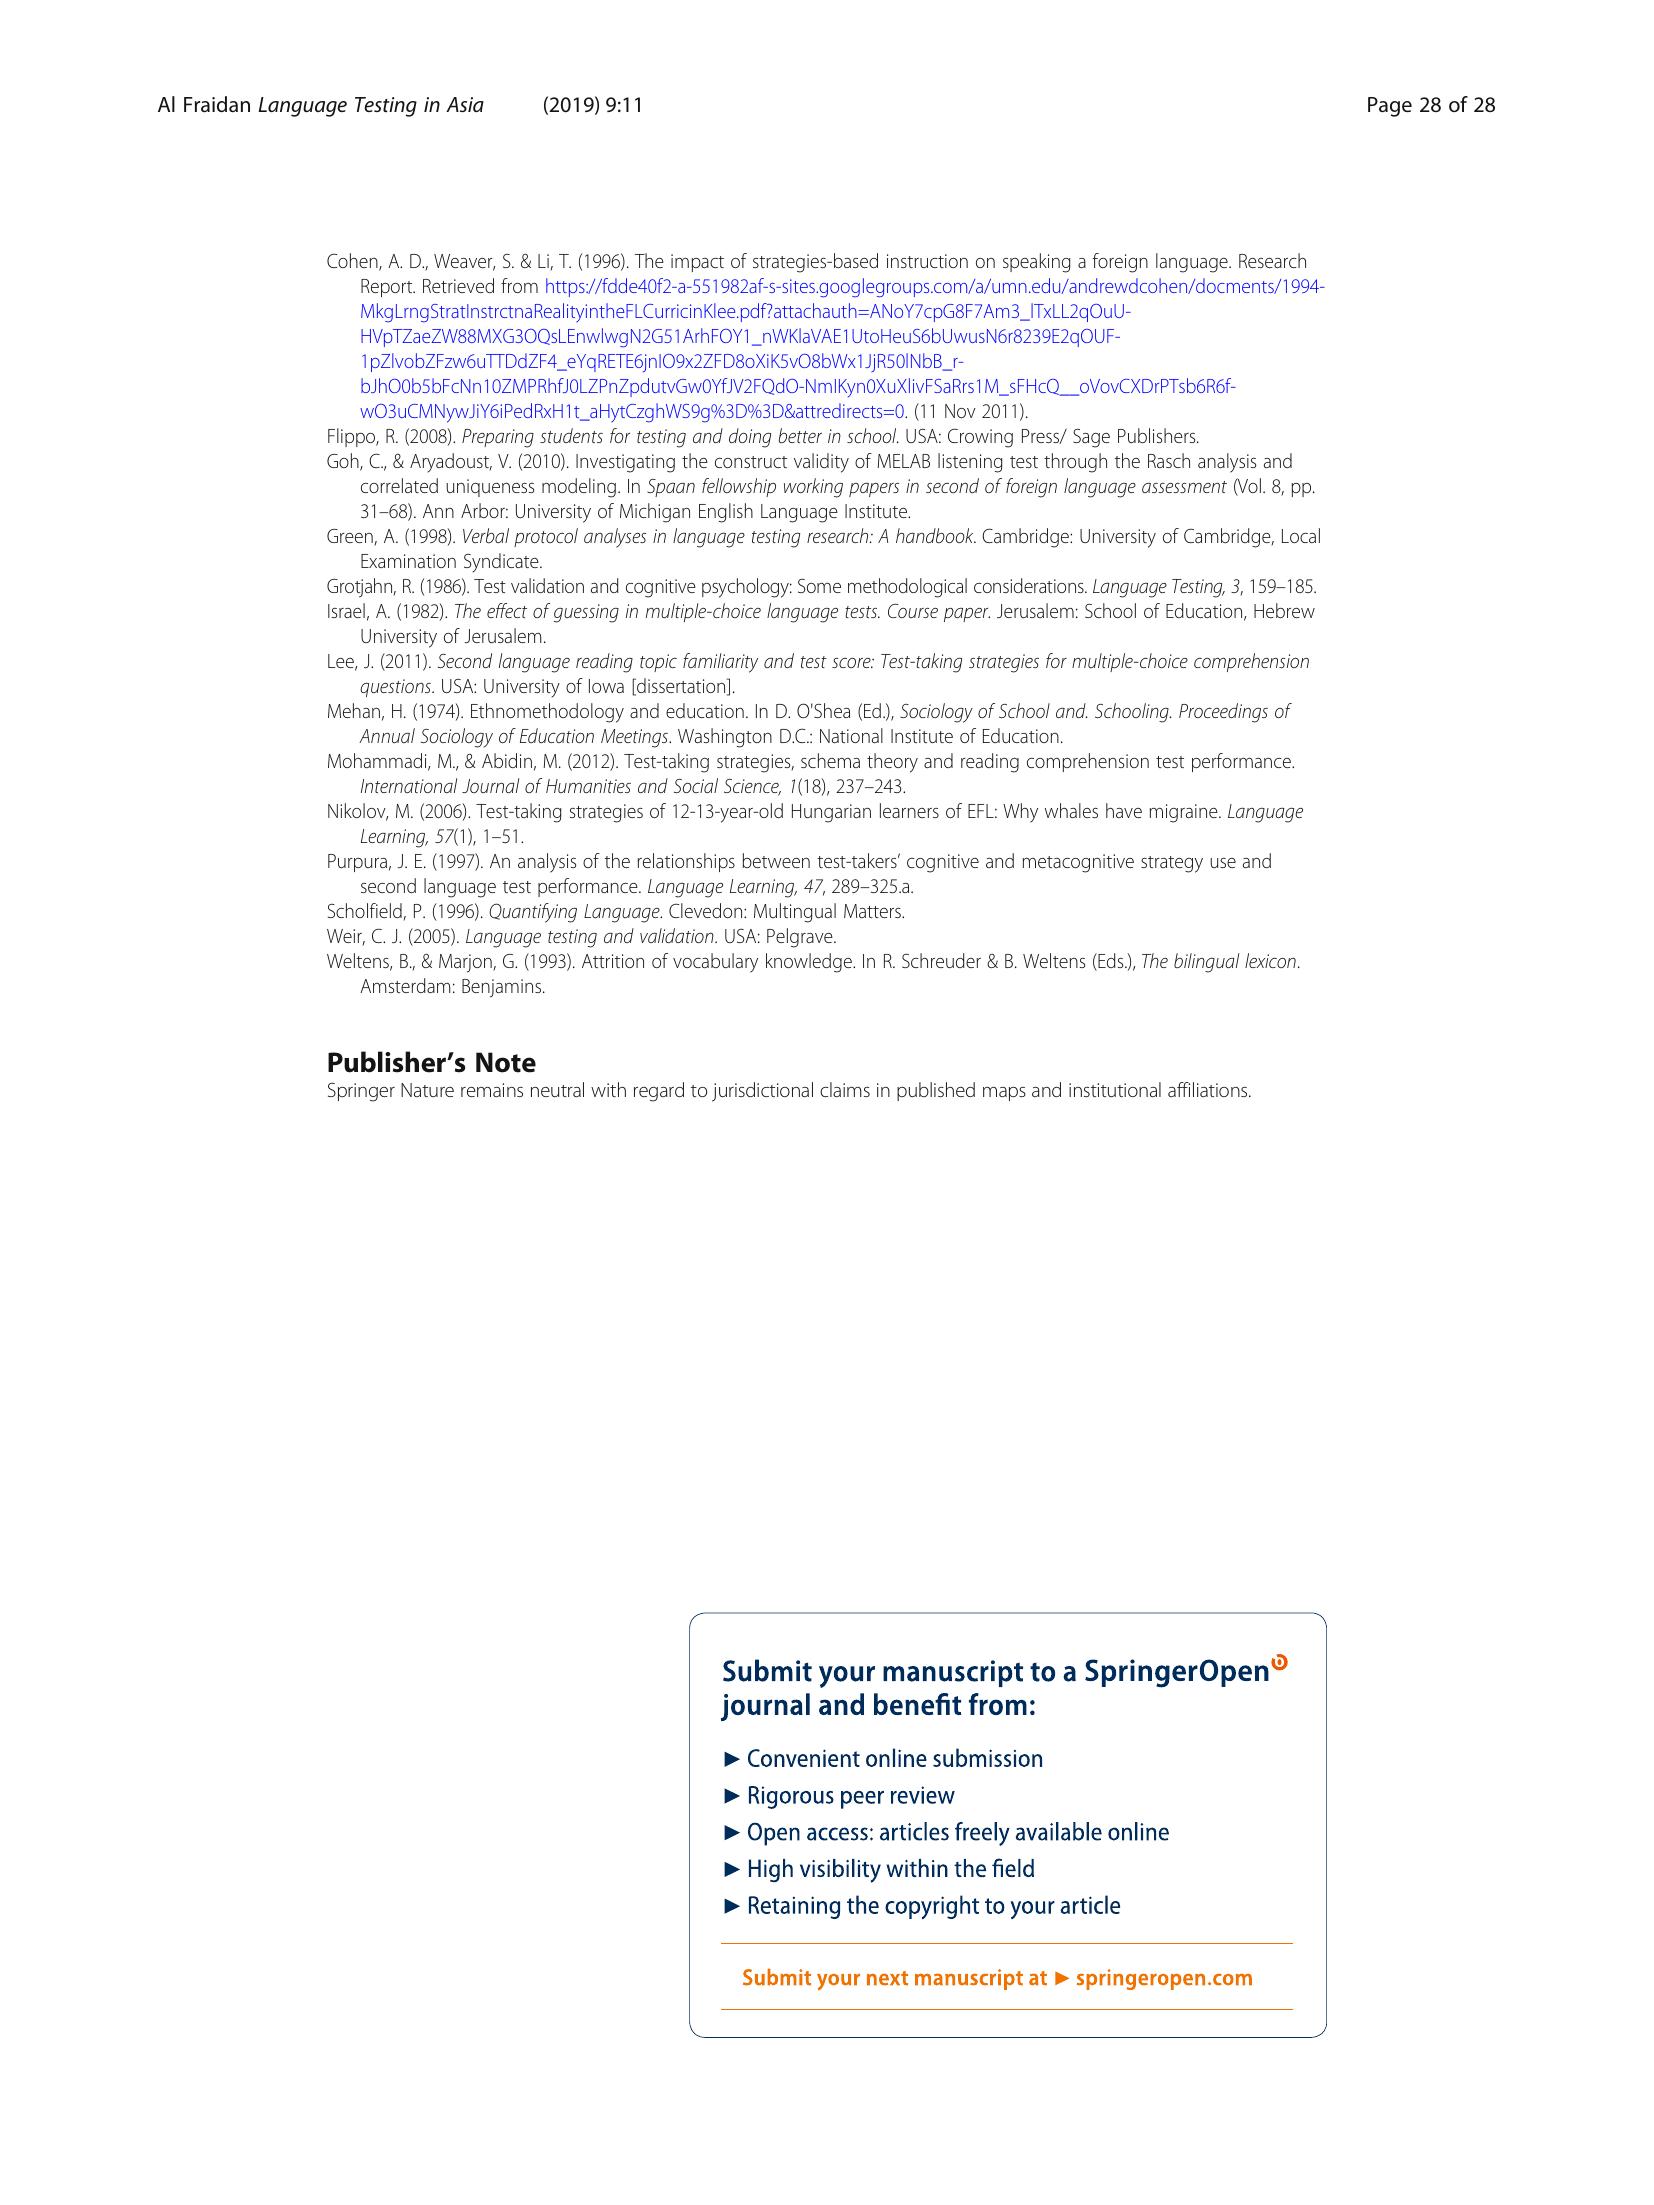 Al Fraidan Language Testing in Asia (2019) 9:11 Page 28 of 28
Cohen, A. D., Weaver, S. & Li, T. (1996). The impact of strategies-based instruction on speaking a foreign language. Research
Report. Retrieved from https://fdde40f2-a-551982af-s-sites.googlegroups.com/a/umn.edu/andrewdcohen/docments/1994-
MkgLrngStratInstrctnaRealityintheFLCurricinKlee.pdf?attachauth=ANoY7cpG8F7Am3_lTxLL2qOuU-
HVpTZaeZW88MXG3OQsLEnwlwgN2G51ArhFOY1_nWKlaVAE1UtoHeuS6bUwusN6r8239E2qOUF-
1pZlvobZFzw6uTTDdZF4_eYqRETE6jnIO9x2ZFD8oXiK5vO8bWx1JjR50lNbB_r-
bJhO0b5bFcNn10ZMPRhfJ0LZPnZpdutvGw0YfJV2FQdO-NmIKyn0XuXlivFSaRrs1M_sFHcQ__oVovCXDrPTsb6R6f-
wO3uCMNywJiY6iPedRxH1t_aHytCzghWS9g%3D%3D&attredirects=0. (11 Nov 2011).
Flippo, R. (2008). Preparing students for testing and doing better in school. USA: Crowing Press/ Sage Publishers.
Goh, C., & Aryadoust, V. (2010). Investigating the construct validity of MELAB listening test through the Rasch analysis and
correlated uniqueness modeling. In Spaan fellowship working papers in second of foreign language assessment (Vol. 8, pp.
31–68). Ann Arbor: University of Michigan English Language Institute.
Green, A. (1998). Verbal protocol analyses in language testing research: A handbook. Cambridge: University of Cambridge, Local
Examination Syndicate.
Grotjahn, R. (1986). Test validation and cognitive psychology: Some methodological considerations. Language Testing, 3, 159–185.
Israel, A. (1982). The effect of guessing in multiple-choice language tests. Course paper. Jerusalem: School of Education, Hebrew
University of Jerusalem.
Lee, J. (2011). Second language reading topic familiarity and test score: Test-taking strategies for multiple-choice comprehension
questions. USA: University of Iowa [dissertation].
Mehan, H. (1974). Ethnomethodology and education. In D. O'Shea (Ed.), Sociology of School and. Schooling. Proceedings of
Annual Sociology of Education Meetings. Washington D.C.: National Institute of Education.
Mohammadi, M., & Abidin, M. (2012). Test-taking strategies, schema theory and reading comprehension test performance.
International Journal of Humanities and Social Science, 1(18), 237–243.
Nikolov, M. (2006). Test-taking strategies of 12-13-year-old Hungarian learners of EFL: Why whales have migraine. Language
Learning, 57(1), 1–51.
Purpura, J. E. (1997). An analysis of the relationships between test-takers’ cognitive and metacognitive strategy use and
second language test performance. Language Learning, 47, 289–325.a.
Scholfield, P. (1996). Quantifying Language. Clevedon: Multingual Matters.
Weir, C. J. (2005). Language testing and validation. USA: Pelgrave.
Weltens, B., & Marjon, G. (1993). Attrition of vocabulary knowledge. In R. Schreuder & B. Weltens (Eds.), The bilingual lexicon.
Amsterdam: Benjamins.
Publisher’s Note
Springer Nature remains neutral with regard to jurisdictional claims in published maps and institutional affiliations.
Submit your manuscript to a SpringerOpen
journal and benefit from:
► Convenient online submission
► Rigorous peer review
► Open access: articles freely available online
► High visibility within the field
► Retaining the copyright to your article
Submit your next manuscript at ► springeropen.com